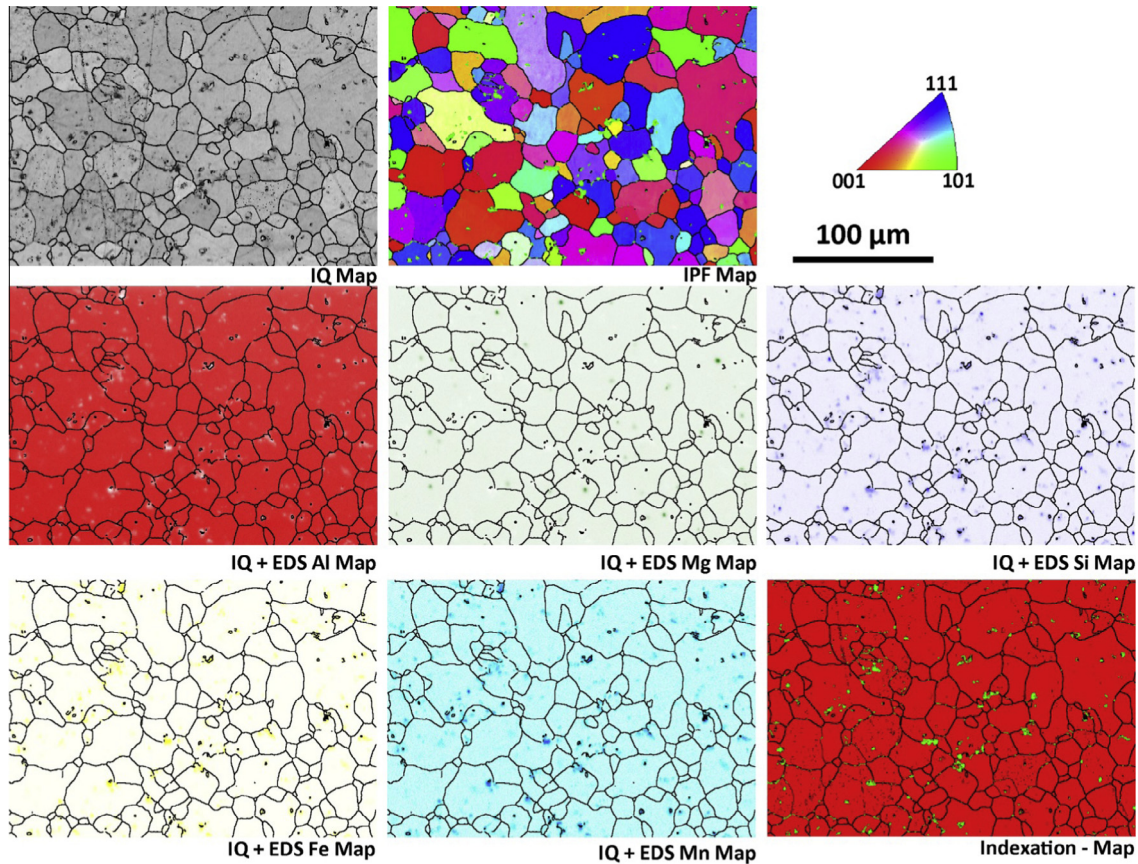 111
001
101
100 µm
IQ Map
IPF Map
IQ + EDS Al Map
IQ + EDS Mg Map
IQ + EDS Si Map
IQ + EDS Fe Map
IQ + EDS Mn Map
Indexation - Map